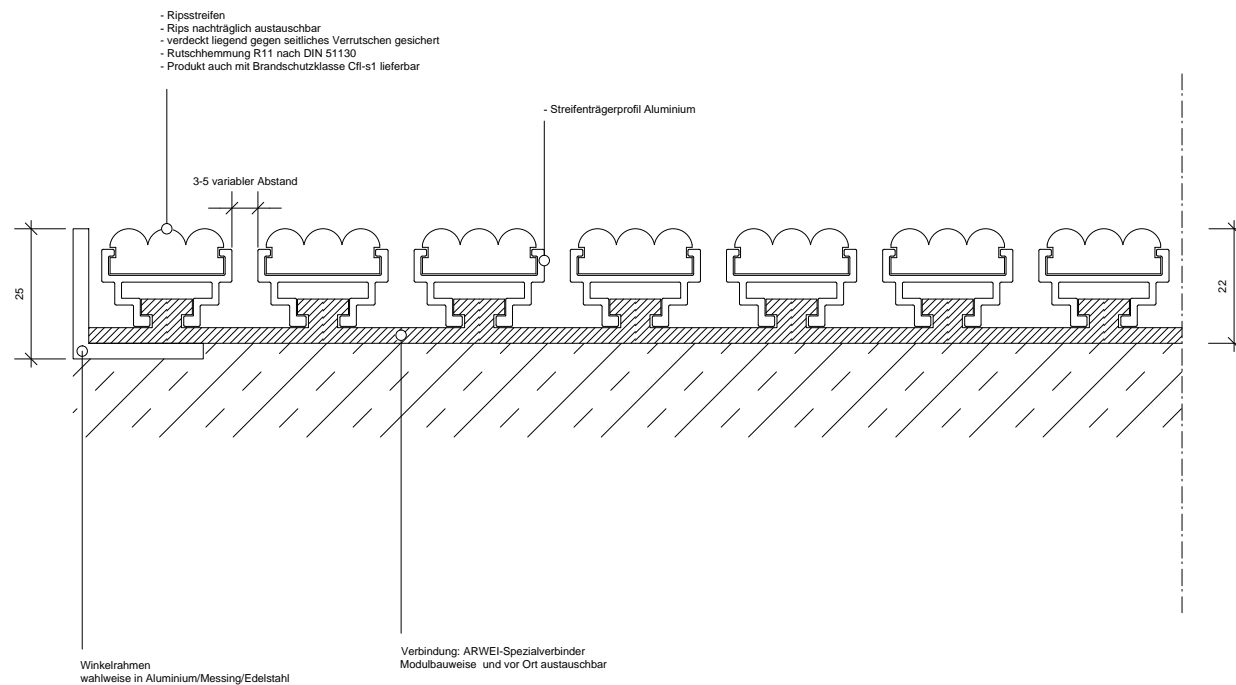 - Ripsstreifen
- Rips nachträglich austauschbar
- verdeckt liegend gegen seitliches Verrutschen gesichert
- Rutschhemmung R11 nach DIN 51130
- Produkt auch mit Brandschutzklasse Cfl-s1 lieferbar
- Streifenträgerprofil Aluminium
3-5 variabler Abstand
25
22
Winkelrahmen
wahlweise in Aluminium/Messing/Edelstahl
Verbindung: ARWEI-Spezialverbinder
Modulbauweise und vor Ort austauschbar